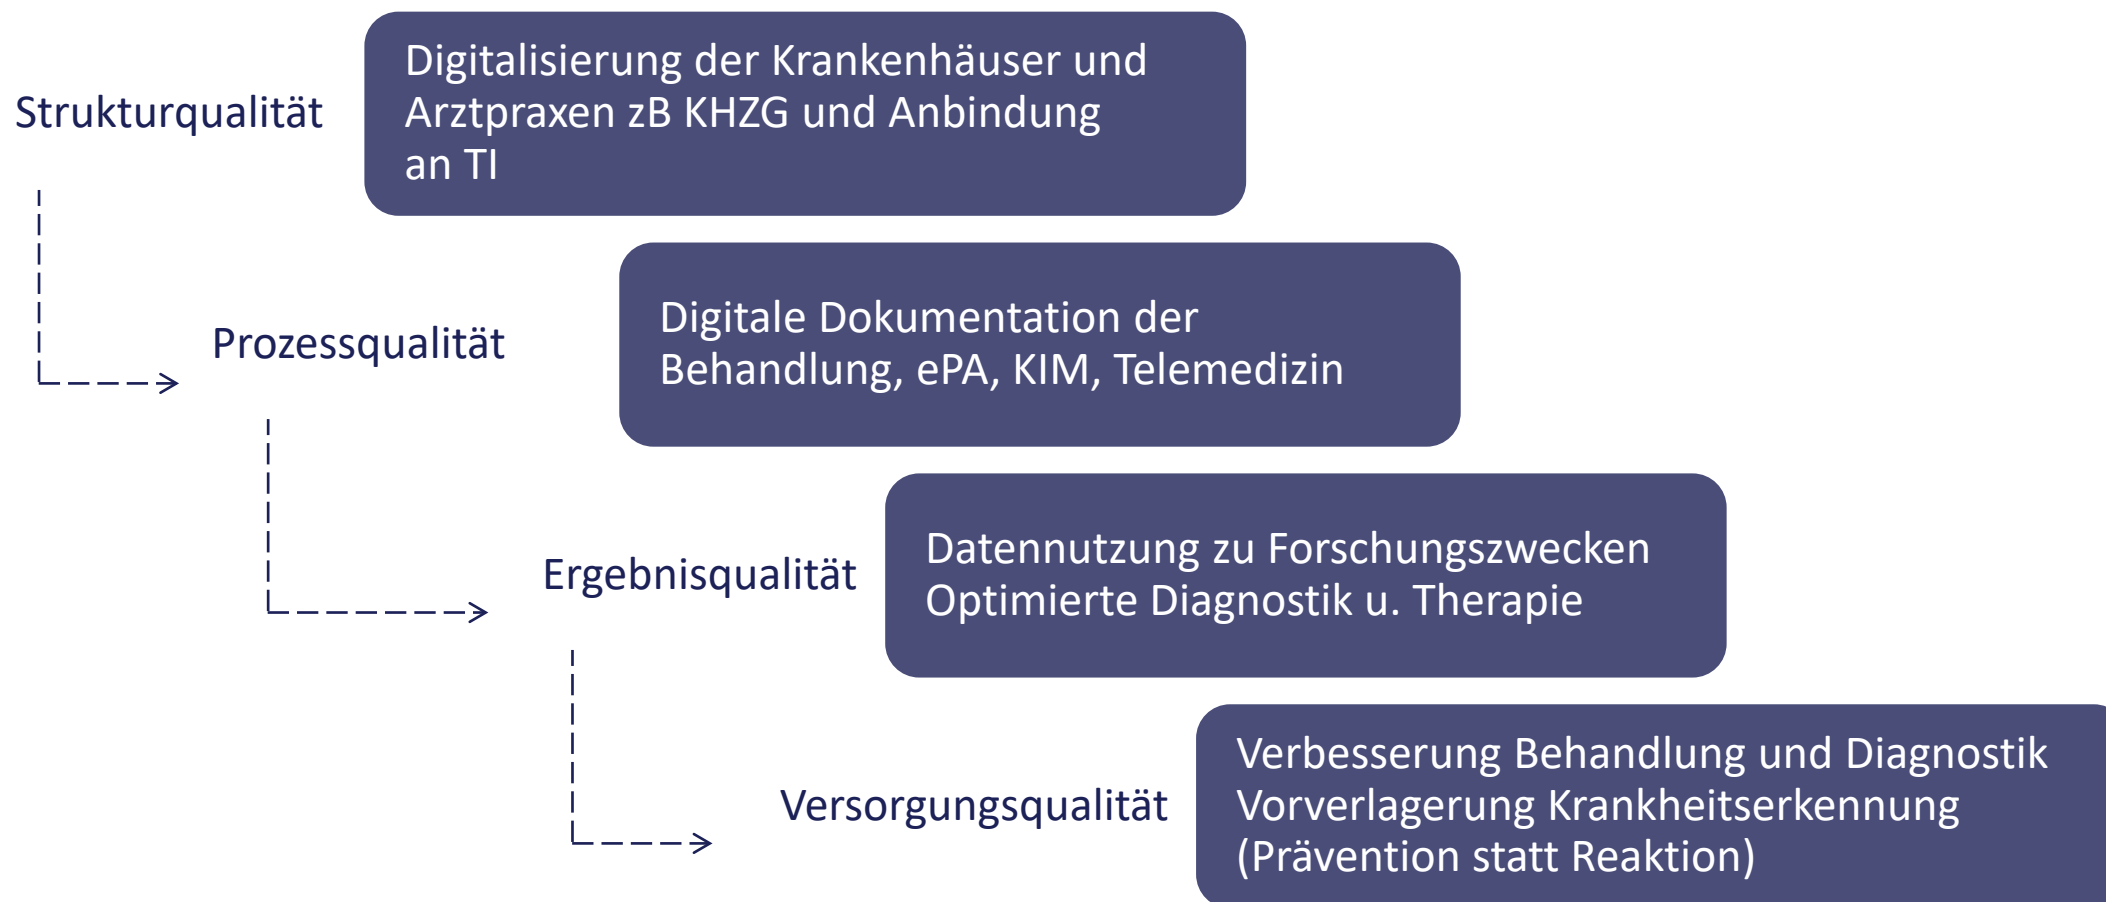 Strukturqualität
Digitalisierung der Krankenhäuser und
Arztpraxen zB KHZG und Anbindung
an TI
Prozessqualität
Digitale Dokumentation der
Behandlung, ePA, KIM, Telemedizin
Ergebnisqualität
Datennutzung zu Forschungszwecken
Optimierte Diagnostik u. Therapie
Versorgungsqualität
Verbesserung Behandlung und Diagnostik
Vorverlagerung Krankheitserkennung
(Prävention statt Reaktion)